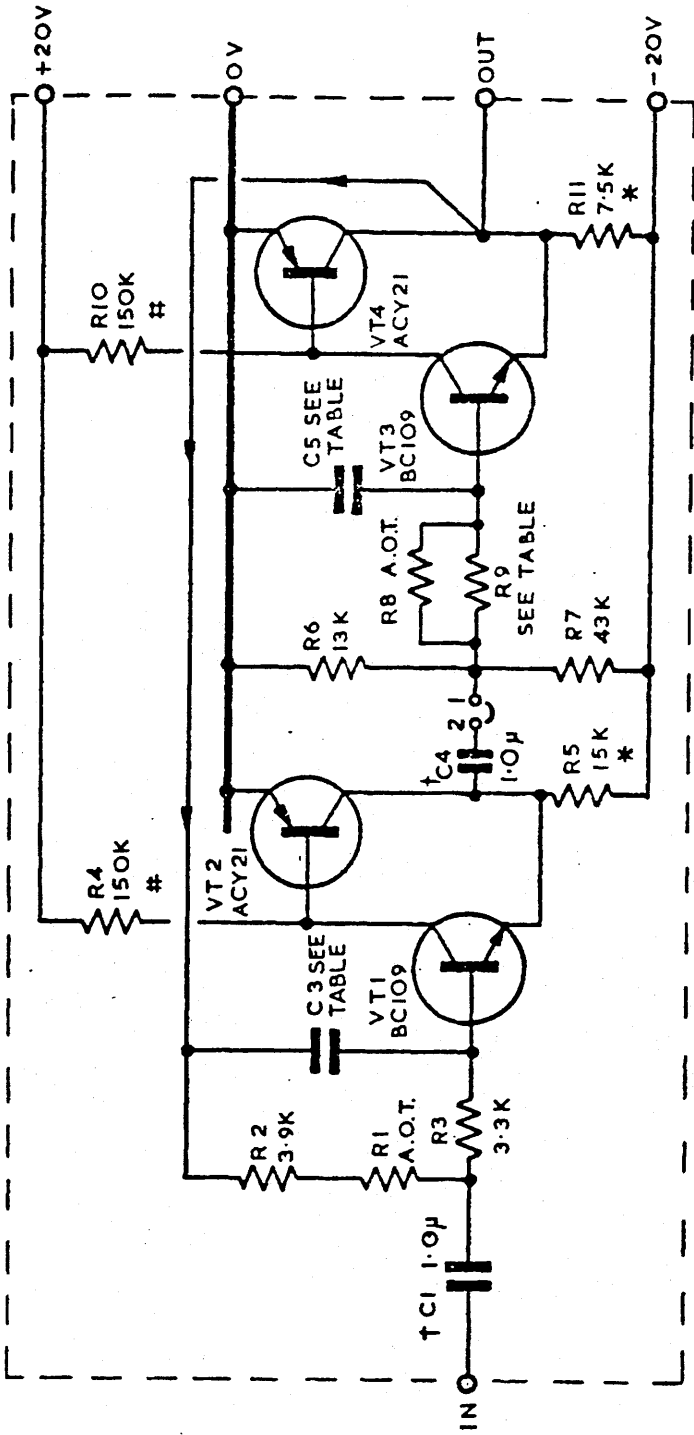 +20V
R10
150K
#
R4
150K
#
0V
VT2
ACY21
VT4
ACY21
C3 SEE
TABLE
C5 SEE
TABLE
R2
3·9K
R1
A.O.T.
VT1
BC109
R6
13K
R8 A.O.T.
R9
SEE TABLE
VT3
BC109
IN
† C1 1·0µ
R3
3·3K
† C4
1·0µ
2 1
OUT
R5
15K
*
R7
43K
R11
7·5K
*
-20V